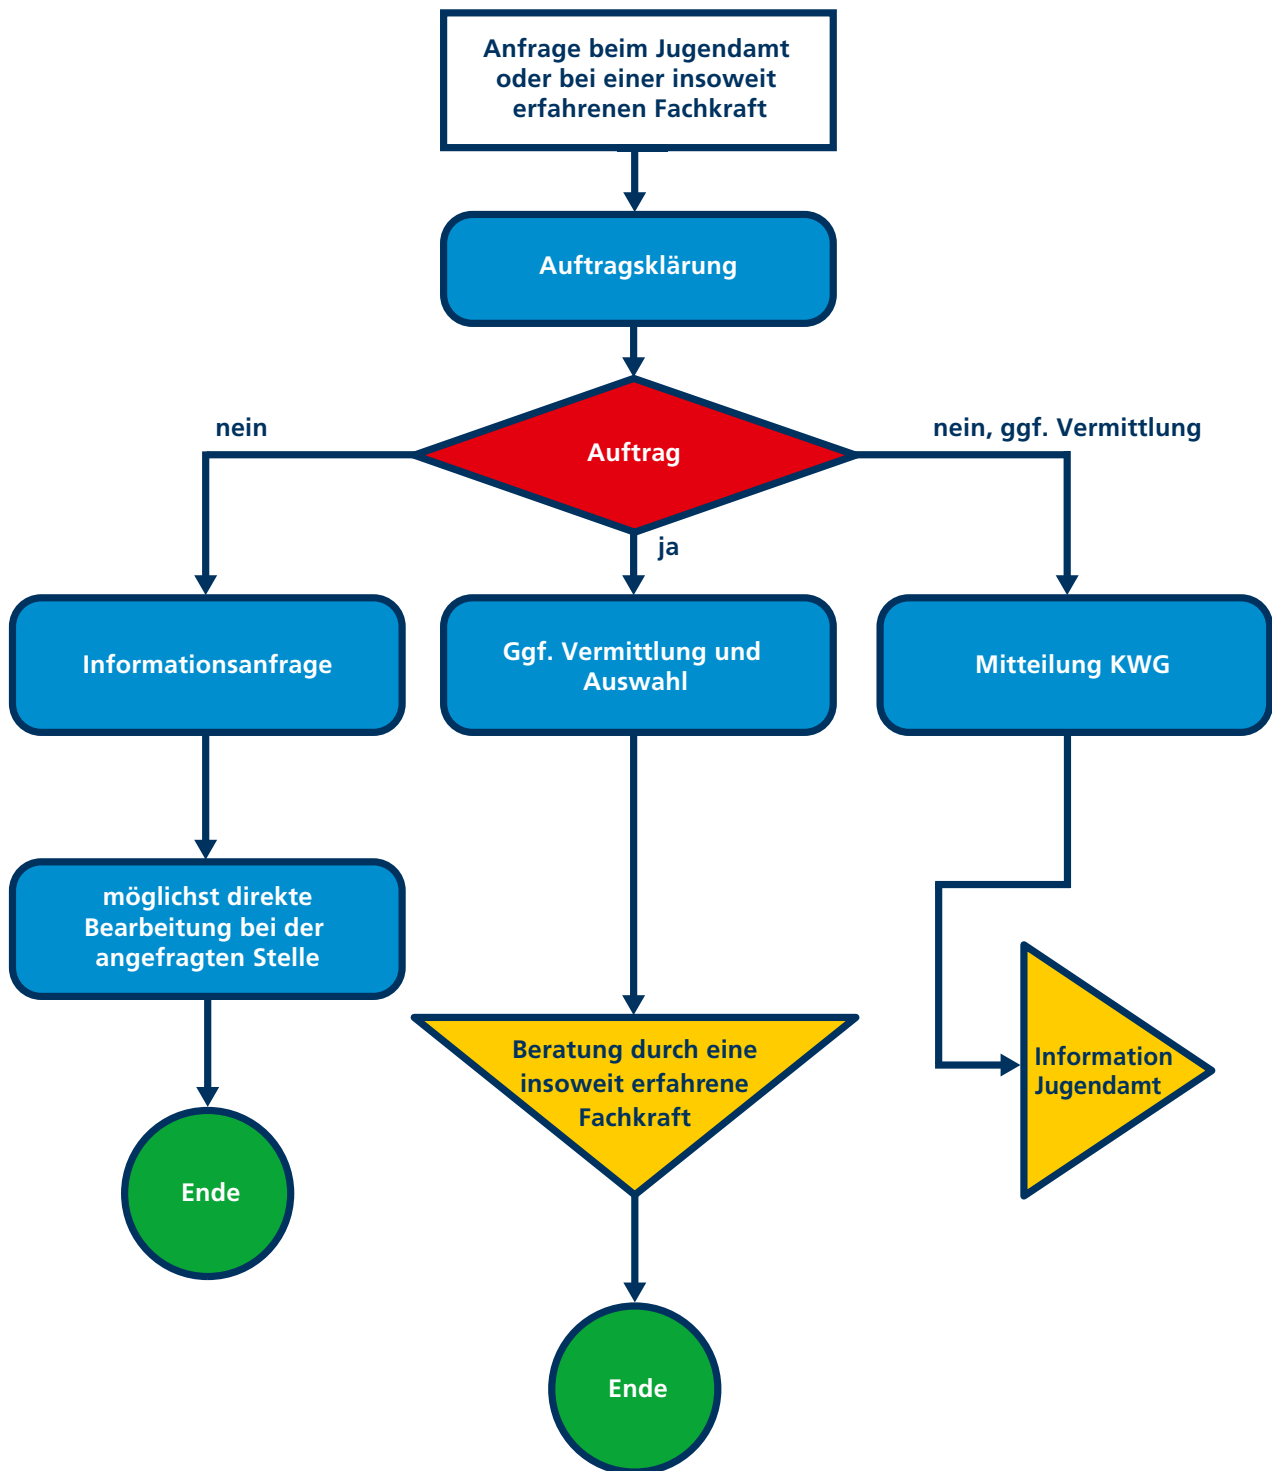 Anfrage beim Jugendamt
oder bei einer insoweit
erfahrenen Fachkraft
Auftragsklärung
nein
Auftrag
nein, ggf. Vermittlung
ja
Informationsanfrage
Ggf. Vermittlung und
Auswahl
Mitteilung KWG
möglichst direkte
Bearbeitung bei der
angefragten Stelle
Beratung durch eine
insoweit erfahrene
Fachkraft
Information
Jugendamt
Ende
Ende